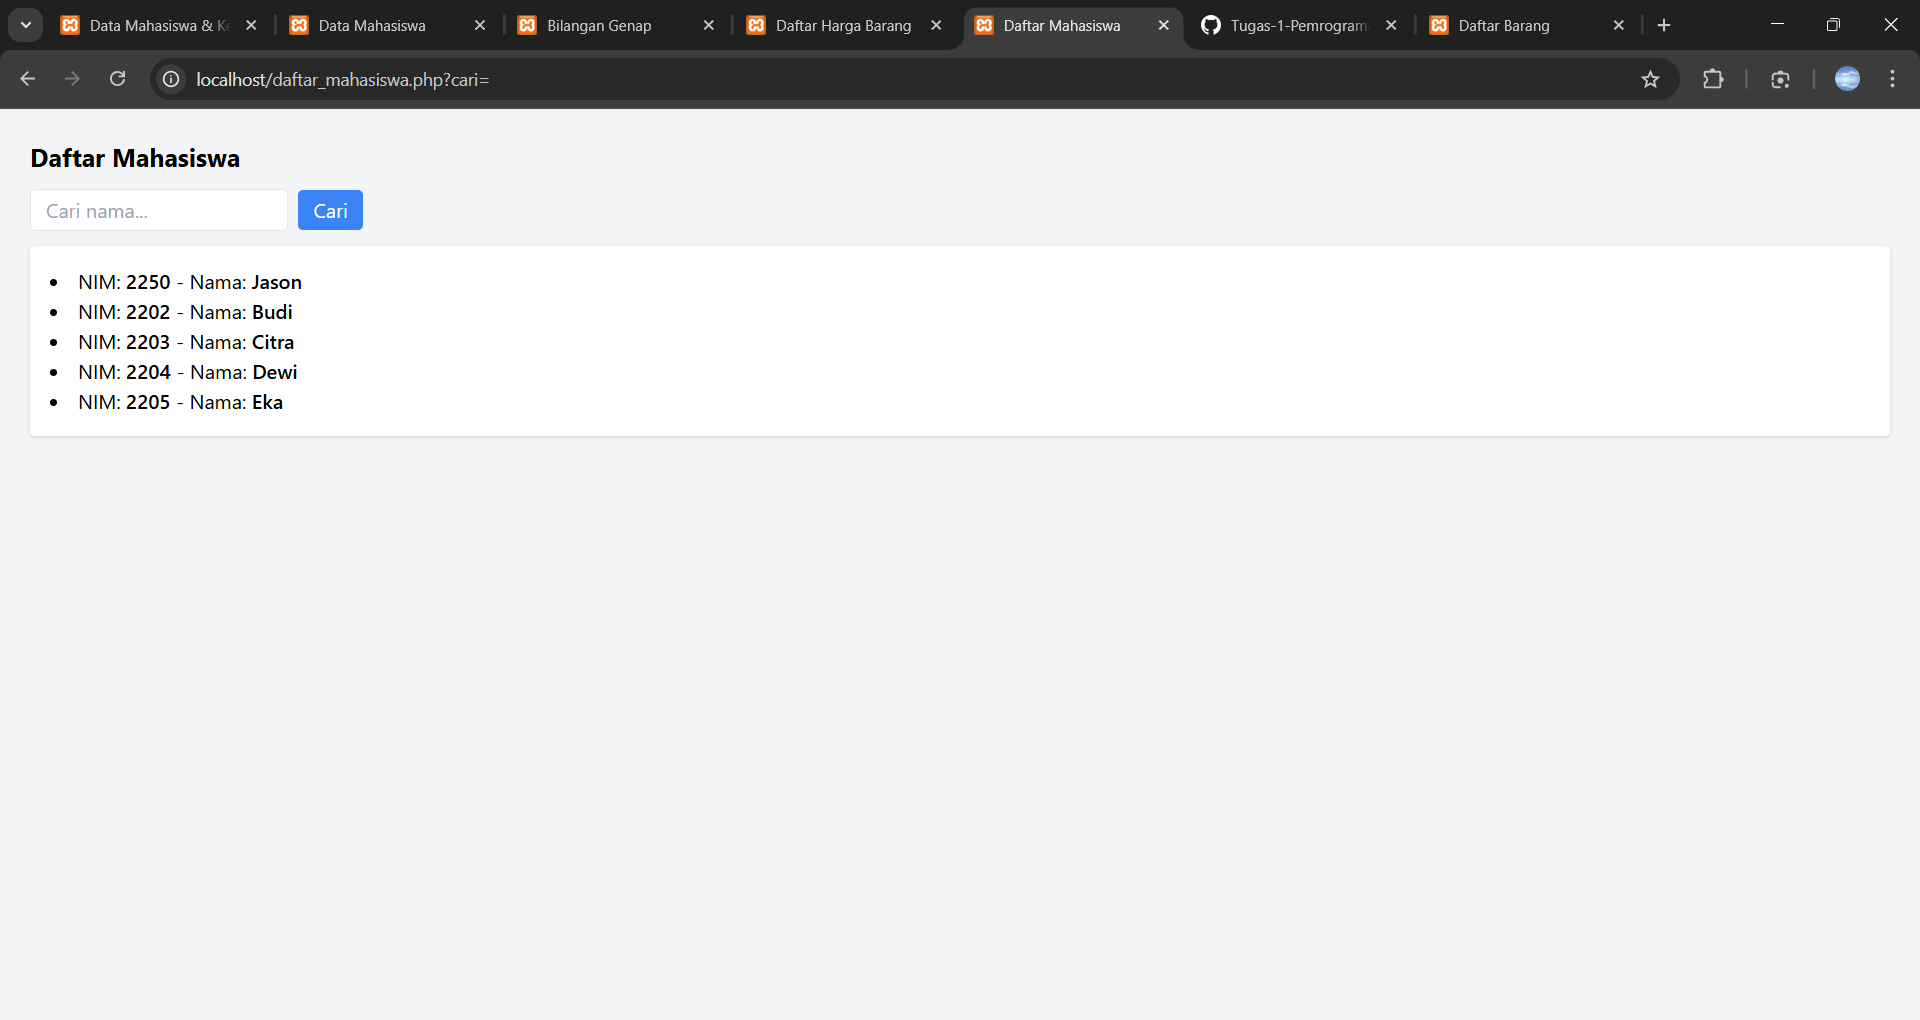 Data Mahasiswa & Ke
Data Mahasiswa
Bilangan Genap
Daftar Harga Barang
Daftar Mahasiswa
Tugas-1-Pemrogram
Daftar Barang
localhost/daftar_mahasiswa.php?cari=
Daftar Mahasiswa
Cari nama...
Cari
NIM: 2250 - Nama: Jason
NIM: 2202 - Nama: Budi
NIM: 2203 - Nama: Citra
NIM: 2204 - Nama: Dewi
NIM: 2205 - Nama: Eka